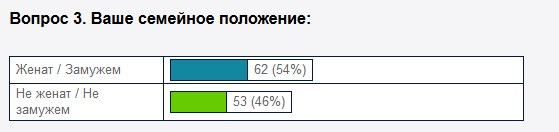 Вопрос 3. Ваше семейное положение:
Женат / Замужем 62 (54%)
Не женат / Не 53 (46%)
замужем